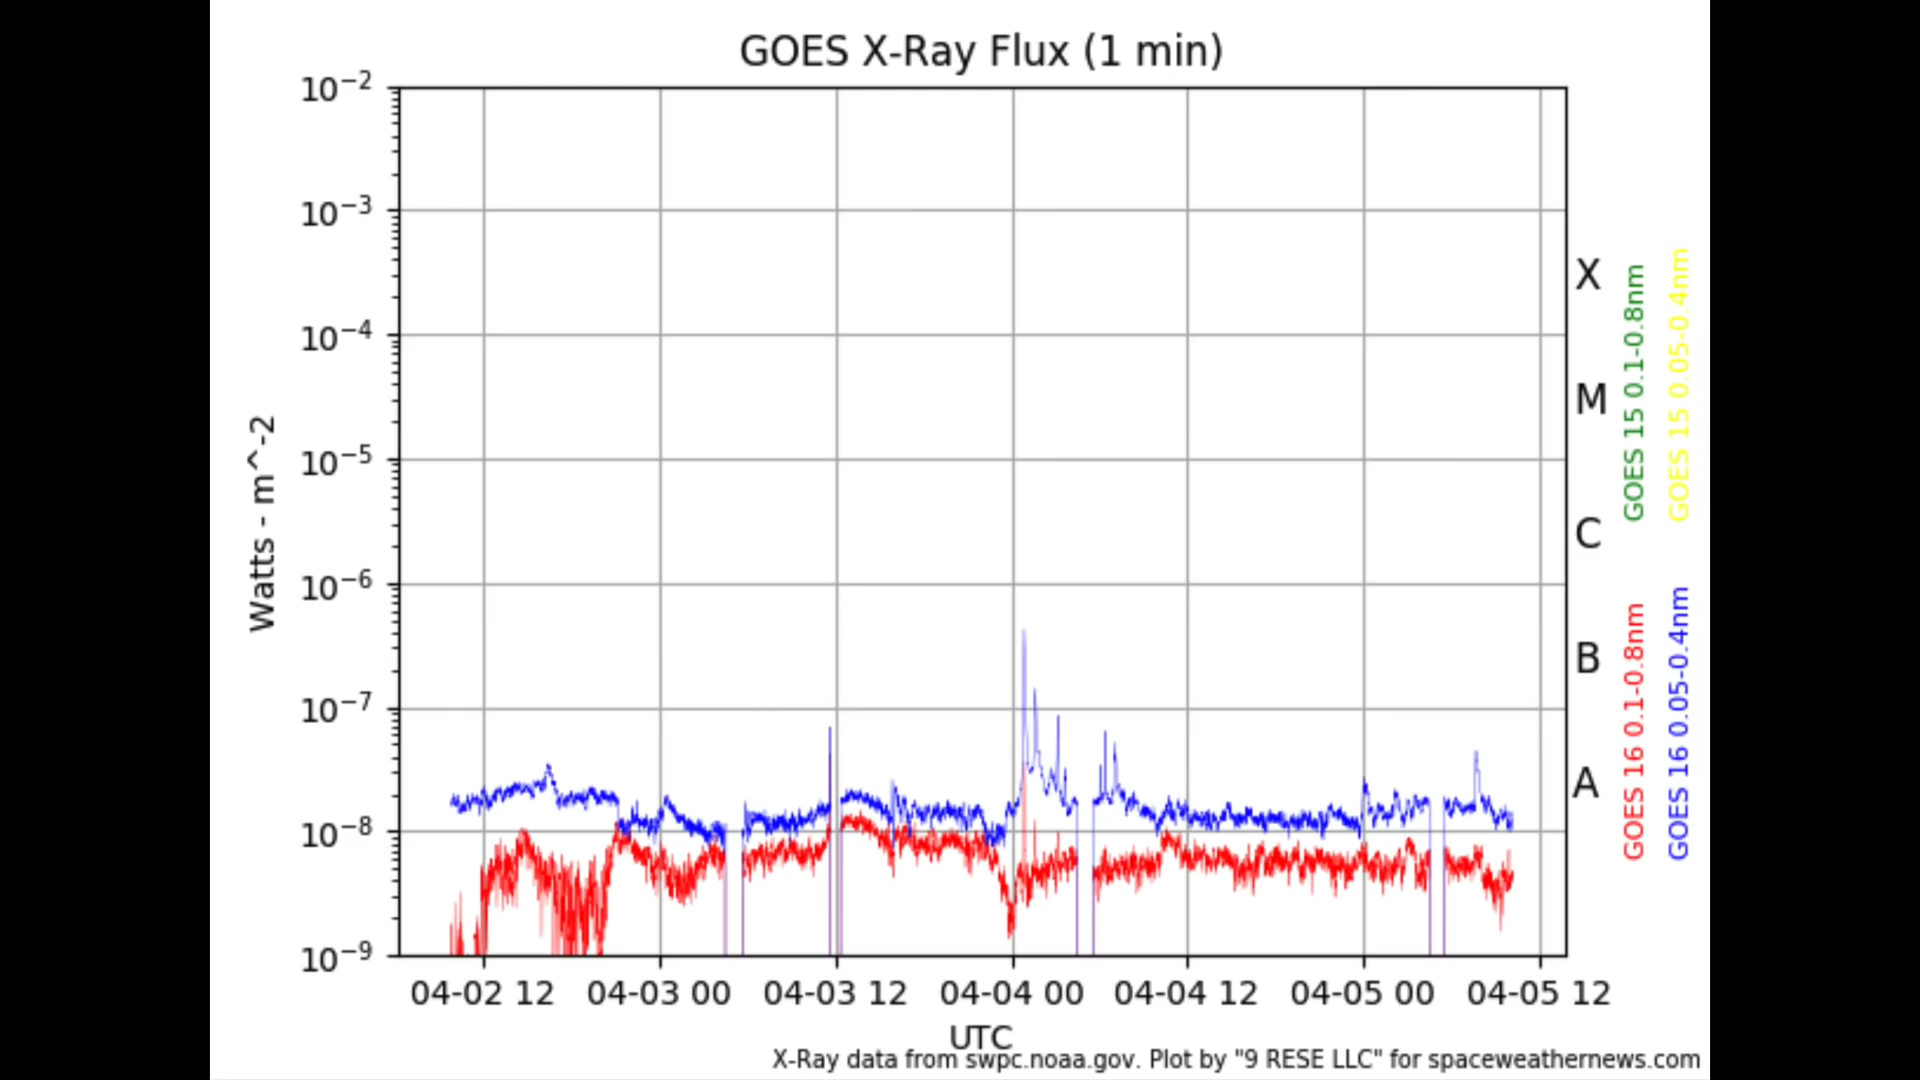 GOES X-Ray Flux (1 min)
10−2
10−3
10−4
10−5
10−6
10−7
10−8
10−9
Watts - m^-2
X
M
C
B
A
GOES 15 0.1-0.8nm
GOES 15 0.05-0.4nm
GOES 16 0.1-0.8nm
GOES 16 0.05-0.4nm
04-02 12
04-03 00
04-03 12
04-04 00
04-04 12
04-05 00
04-05 12
UTC
X-Ray data from swpc.noaa.gov. Plot by "9 RESE LLC" for spaceweathernews.com